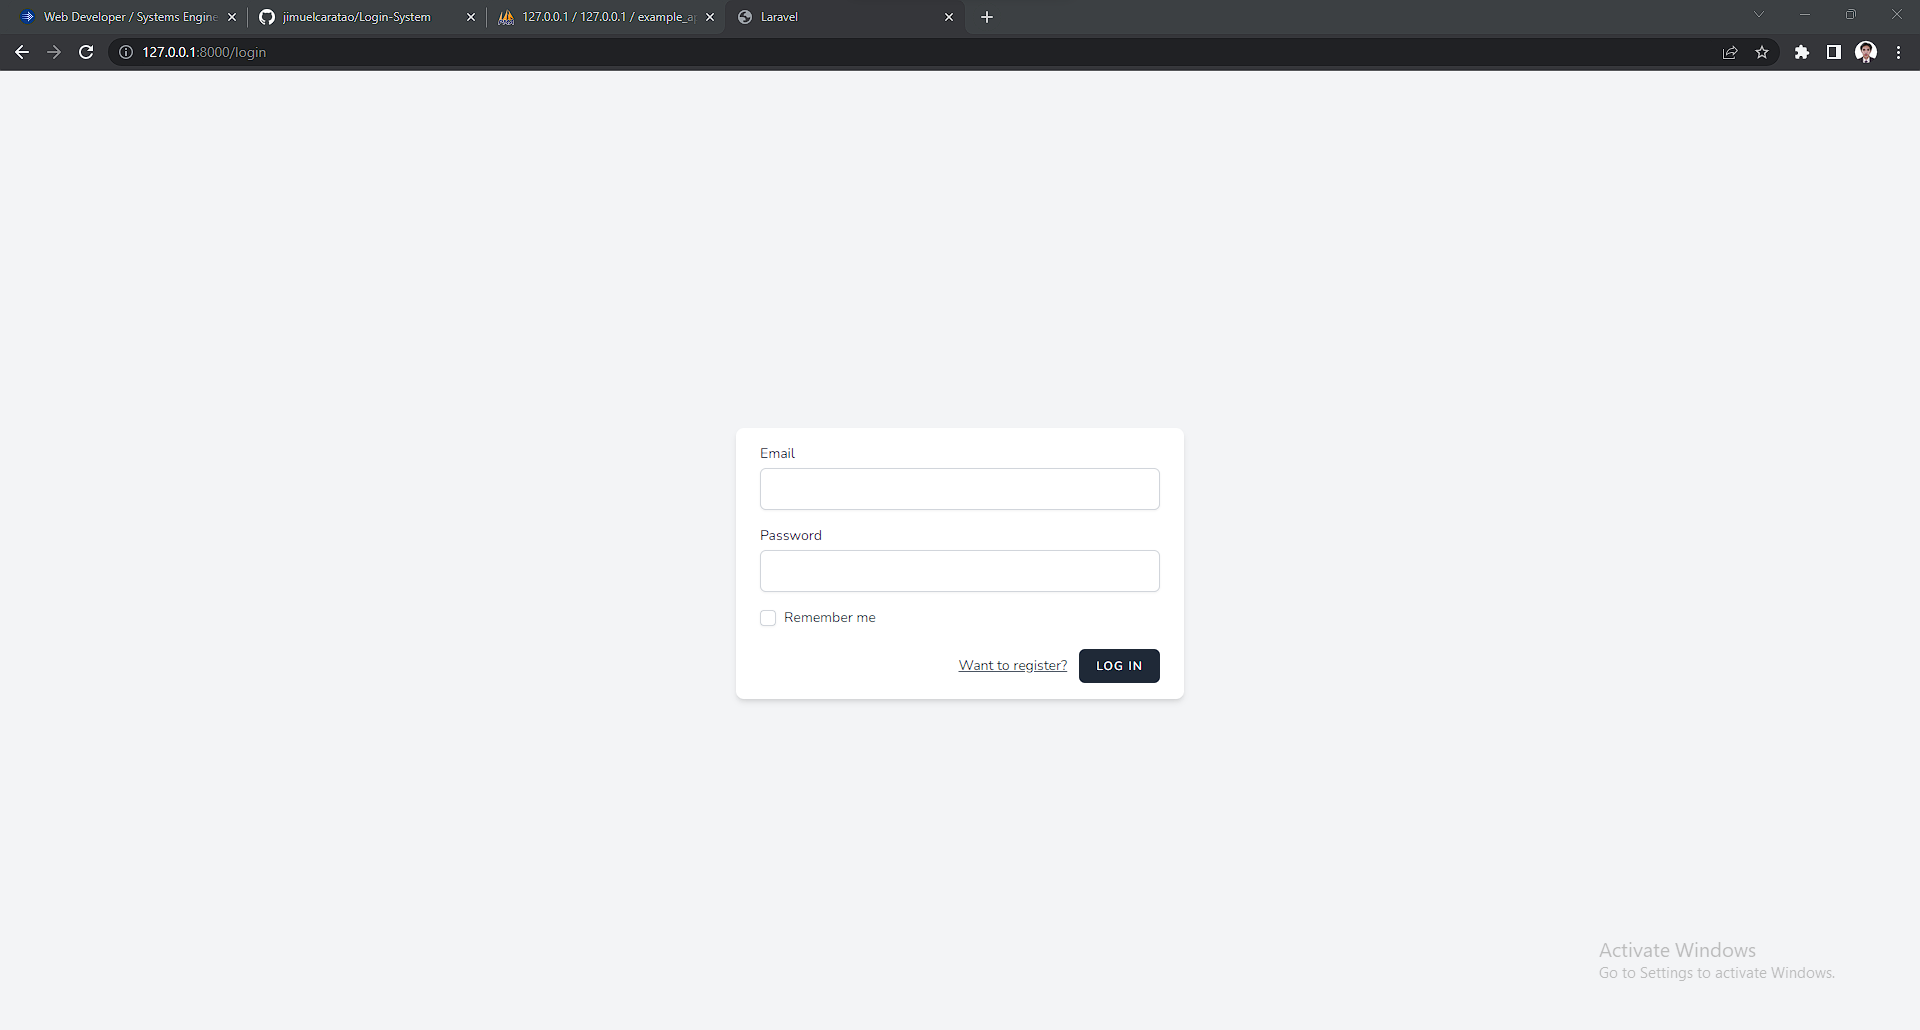 Web Developer / Systems Engine
jimuelcaratao/Login-System
127.0.0.1 / 127.0.0.1 / example_ap
Laravel
127.0.0.1:8000/login
Email
Password
Remember me
Want to register?
LOG IN
Activate Windows
Go to Settings to activate Windows.